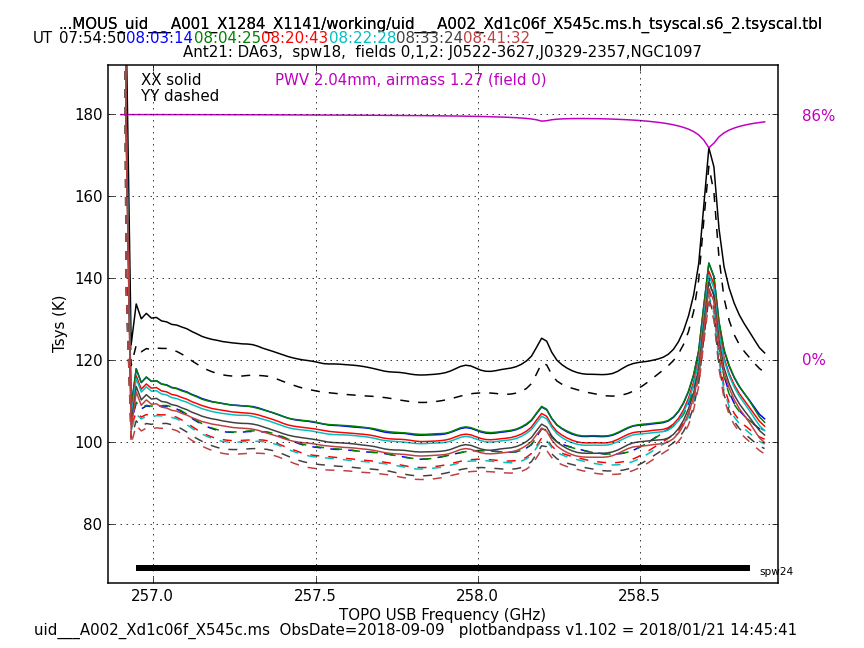 ...MOUS_uid___A001_X1284_X1141/working/uid___A002_Xd1c06f_X545c.ms.h_tsyscal.s6_2.tsyscal.tbl
UT 07:54:50 08:03:14 08:04:25 08:20:43 08:22:28 08:33:24 08:41:32
Ant21: DA63, spw18, fields 0,1,2: J0522-3627,J0329-2357,NGC1097
XX solid
PWV 2.04mm, airmass 1.27 (field 0)
YY dashed
180
86%
160
140
Tsys (K)
120
0%
100
80
spw24
257.0 257.5 258.0 258.5
TOPO USB Frequency (GHz)
uid___A002_Xd1c06f_X545c.ms ObsDate=2018-09-09 plotbandpass v1.102 = 2018/01/21 14:45:41